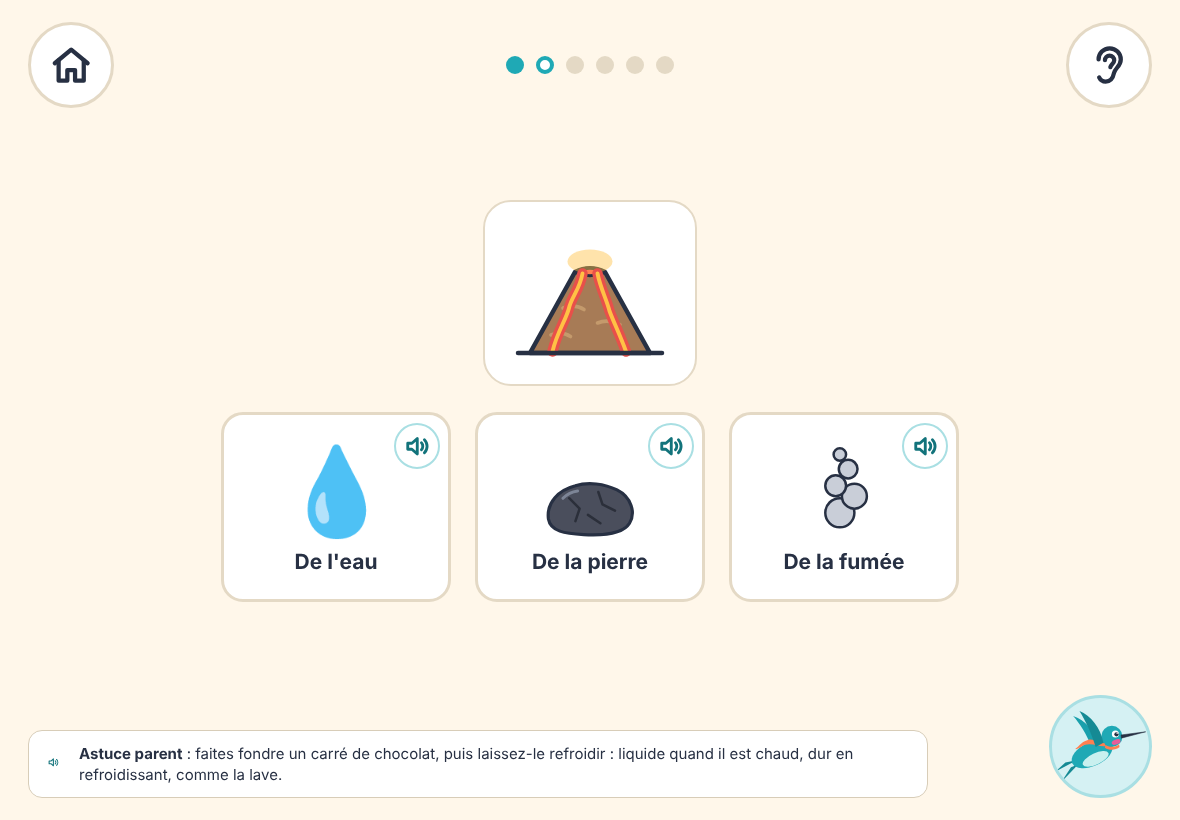 De l'eau
De la pierre
De la fumée
Astuce parent : faites fondre un carré de chocolat, puis laissez-le refroidir : liquide quand il est chaud, dur en
refroidissant, comme la lave.